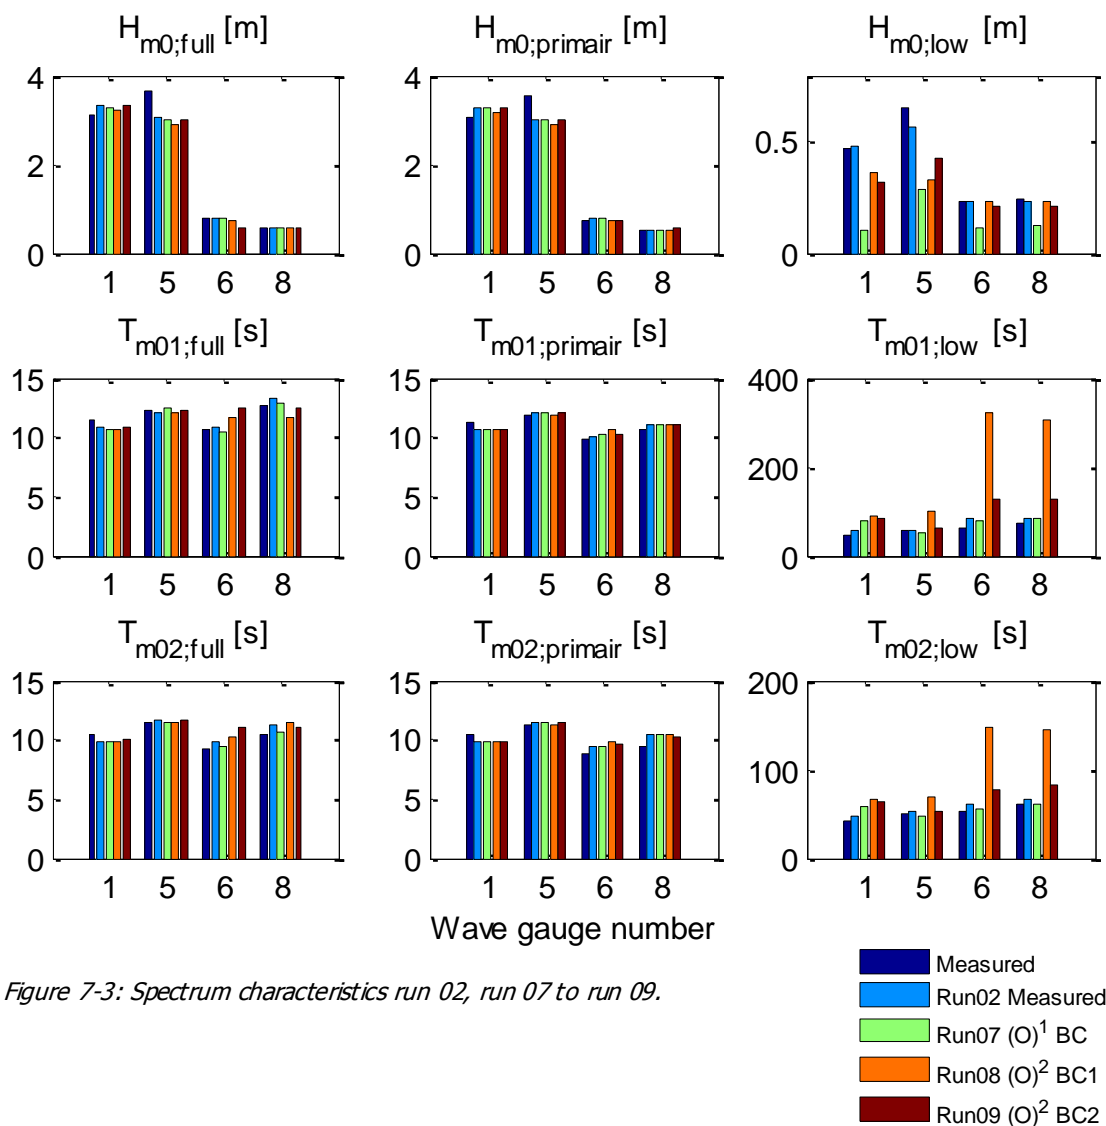 H_m0;full [m] H_m0;primair [m] H_m0;low [m]
4 4
2 2 0.5
0 0 0
1 5 6 8 1 5 6 8 1 5 6 8
T_m01;full [s] T_m01;primair [s] T_m01;low [s]
15 15 400
10 10
5 5 200
0 0 0
1 5 6 8 1 5 6 8 1 5 6 8
T_m02;full [s] T_m02;primair [s] T_m02;low [s]
15 15 200
10 10
5 5 100
0 0 0
1 5 6 8 1 5 6 8 1 5 6 8
Wave gauge number
Measured
Run02 Measured
Run07 (O)¹ BC
Run08 (O)² BC1
Run09 (O)² BC2
Figure 7-3: Spectrum characteristics run 02, run 07 to run 09.